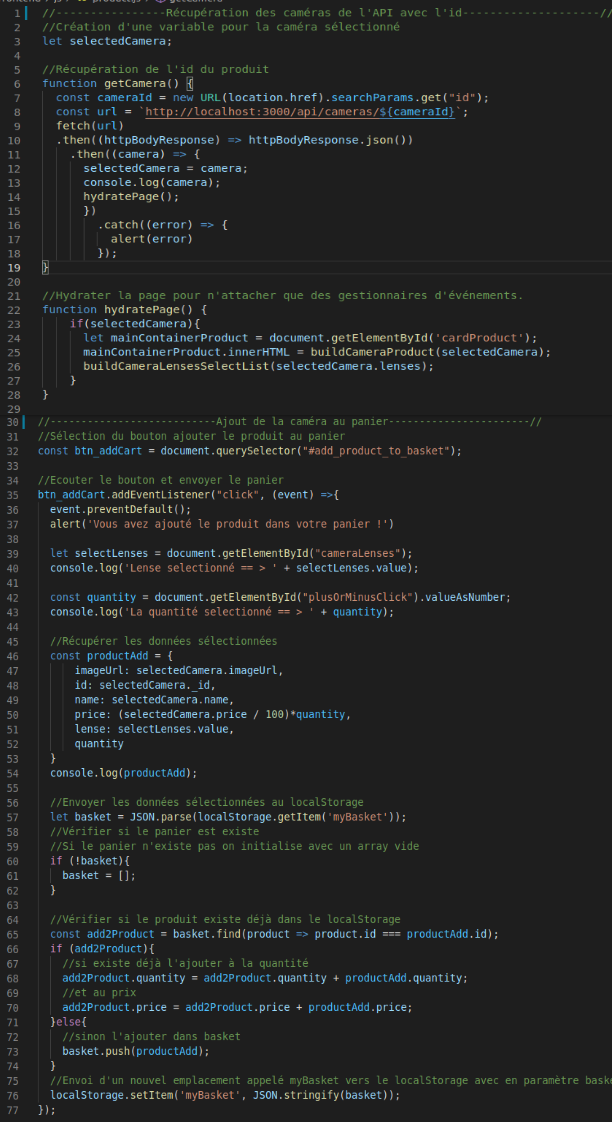 1 //-----------------Récupération des caméras de l'API avec l'id---------------------//
2 //Création d'une variable pour la caméra sélectionné
3 let selectedCamera;
4
5 //Récupération de l'id du produit
6 function getCamera() {
7 const cameraId = new URL(location.href).searchParams.get("id");
8 const url = `http://localhost:3000/api/cameras/${cameraId}`;
9 fetch(url)
10 .then((httpBodyResponse) => httpBodyResponse.json())
11 .then((camera) => {
12 selectedCamera = camera;
13 console.log(camera);
14 hydratePage();
15 })
16 .catch((error) => {
17 alert(error)
18 });
19 }
20
21 //Hydrater la page pour n'attacher que des gestionnaires d'événements.
22 function hydratePage() {
23 if(selectedCamera){
24 let mainContainerProduct = document.getElementById('cardProduct');
25 mainContainerProduct.innerHTML = buildCameraProduct(selectedCamera);
26 buildCameraLensesSelectList(selectedCamera.lenses);
27 }
28 }
29
30 //---------------------------Ajout de la caméra au panier-----------------------//
31 //Sélection du bouton ajouter le produit au panier
32 const btn_addCart = document.querySelector("#add_product_to_basket");
33
34 //Ecouter le bouton et envoyer le panier
35 btn_addCart.addEventListener("click", (event) =>{
36 event.preventDefault();
37 alert('Vous avez ajouté le produit dans votre panier !')
38
39 let selectLenses = document.getElementById("cameraLenses");
40 console.log('Lense selectionné == > ' + selectLenses.value);
41
42 const quantity = document.getElementById("plusOrMinusClick").valueAsNumber;
43 console.log('La quantité selectionné == > ' + quantity);
44
45 //Récupérer les données sélectionnées
46 const productAdd = {
47 imageUrl: selectedCamera.imageUrl,
48 id: selectedCamera._id,
49 name: selectedCamera.name,
50 price: (selectedCamera.price / 100)*quantity,
51 lense: selectLenses.value,
52 quantity
53 }
54 console.log(productAdd);
55
56 //Envoyer les données sélectionnées au localStorage
57 let basket = JSON.parse(localStorage.getItem('myBasket'));
58 //Vérifier si le panier est existe
59 //Si le panier n'existe pas on initialise avec un array vide
60 if (!basket){
61 basket = [];
62 }
63
64 //Vérifier si le produit existe déjà dans le localStorage
65 const add2Product = basket.find(product => product.id === productAdd.id);
66 if (add2Product){
67 //si existe déjà l'ajouter à la quantité
68 add2Product.quantity = add2Product.quantity + productAdd.quantity;
69 //et au prix
70 add2Product.price = add2Product.price + productAdd.price;
71 }else{
72 //sinon l'ajouter dans basket
73 basket.push(productAdd);
74 }
75 //Envoi d'un nouvel emplacement appelé myBasket vers le localStorage avec en paramètre bask
76 localStorage.setItem('myBasket', JSON.stringify(basket));
77 });